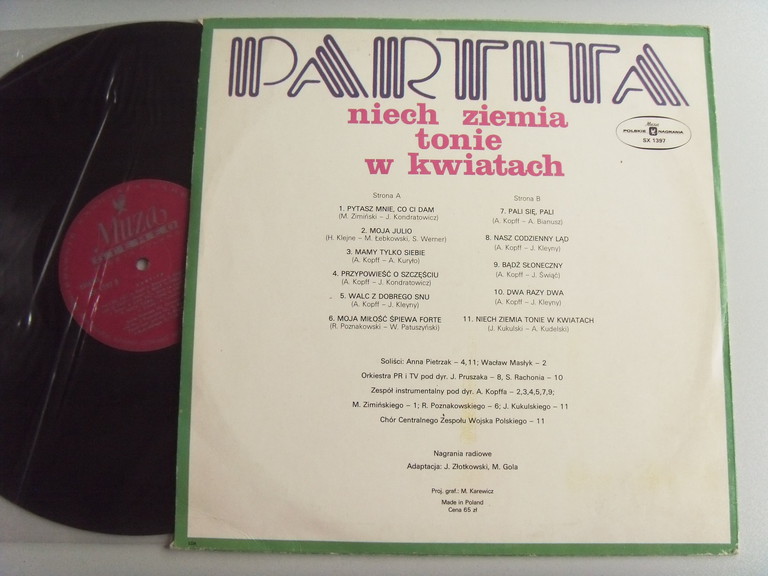 PARTITA
niech ziemia
tonie
w kwiatach
Muza
POLSKIE NAGRANIA
SX 1397
Strona A
1. PYTASZ MNIE, CO CI DAM
(M. Zimiński – J. Kondratowicz)
2. MOJA JULIO
(H. Klejne – M. Łebkowski, S. Werner)
3. MAMY TYLKO SIEBIE
(A. Kopff – A. Kuryło)
4. PRZYPOWIEŚĆ O SZCZĘŚCIU
(A. Kopff – J. Kondratowicz)
5. WALC Z DOBREGO SNU
(A. Kopff – J. Kleyny)
6. MOJA MIŁOŚĆ ŚPIEWA FORTE
(R. Poznakowski – W. Patuszyński)
Strona B
7. PALI SIĘ, PALI
(A. Kopff – A. Bianusz)
8. NASZ CODZIENNY LĄD
(A. Kopff – J. Kleyny)
9. BĄDŹ SŁONECZNY
(A. Kopff – J. Świąć)
10. DWA RAZY DWA
(A. Kopff – J. Kleyny)
11. NIECH ZIEMIA TONIE W KWIATACH
(J. Kukulski – A. Kudelski)
Soliści: Anna Pietrzak – 4,11; Wacław Masłyk – 2
Orkiestra PR i TV pod dyr. J. Pruszaka – 8, S. Rachonia – 10
Zespół instrumentalny pod dyr. A. Kopffa – 2,3,4,5,7,9;
M. Zimińskiego – 1; R. Poznakowskiego – 6; J. Kukulskiego – 11
Chór Centralnego Zespołu Wojska Polskiego – 11
Nagrania radiowe
Adaptacja: J. Złotkowski, M. Gola
Proj. graf.: M. Karewicz
Made in Poland
Cena 65 zł
Muza